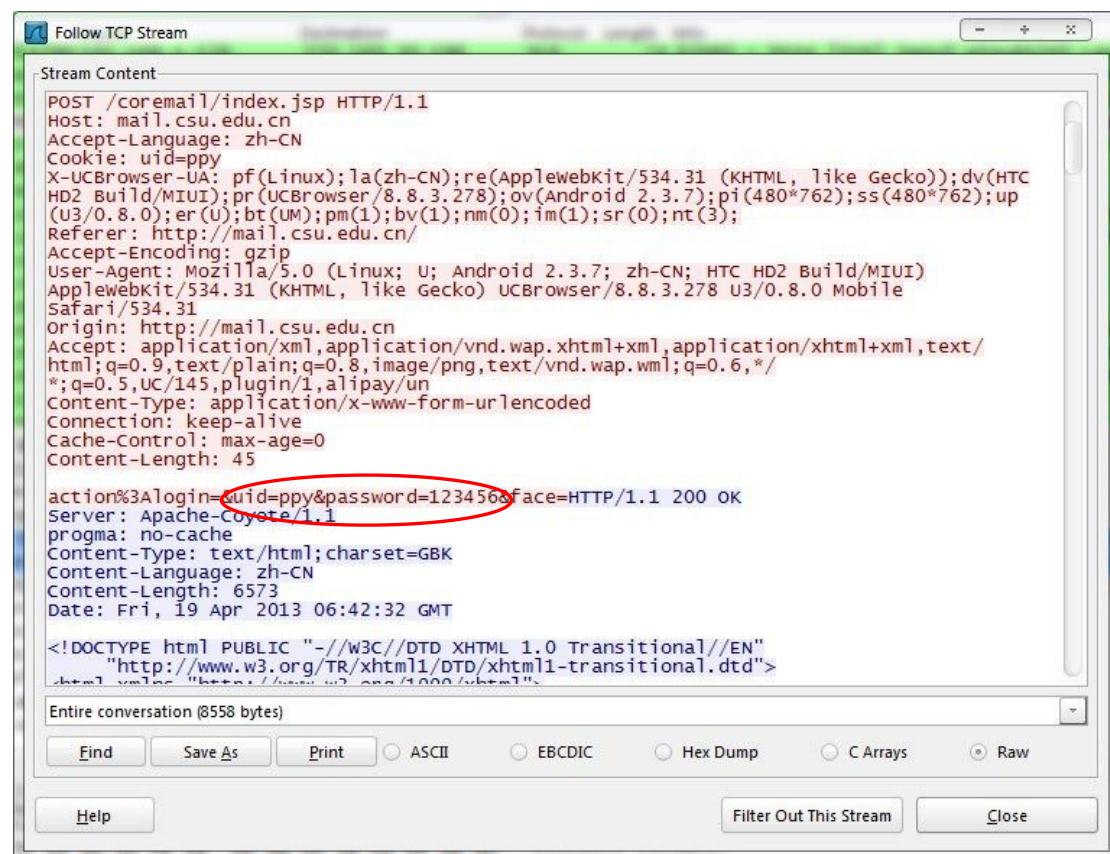 Follow TCP Stream
Stream Content
POST /coremail/index.jsp HTTP/1.1
Host: mail.csu.edu.cn
Accept-Language: zh-CN
Cookie: uid=ppy
X-UCBrowser-UA: pf(Linux);la(zh-CN);re(AppleWebKit/534.31 (KHTML, like Gecko));dv(HTC
HD2 Build/MIUI);pr(UCBrowser/8.8.3.278);ov(Android 2.3.7);pi(480*762);ss(480*762);up
(U3/0.8.0);er(U);bt(UM);pm(1);bv(1);nm(0);im(1);sr(0);nt(3);
Referer: http://mail.csu.edu.cn/
Accept-Encoding: gzip
User-Agent: Mozilla/5.0 (Linux; U; Android 2.3.7; zh-CN; HTC HD2 Build/MIUI)
AppleWebKit/534.31 (KHTML, like Gecko) UCBrowser/8.8.3.278 U3/0.8.0 Mobile
Safari/534.31
Origin: http://mail.csu.edu.cn
Accept: application/xml,application/vnd.wap.xhtml+xml,application/xhtml+xml,text/
html;q=0.9,text/plain;q=0.8,image/png,text/vnd.wap.wml;q=0.6,*/
*;q=0.5,UC/145,plugin/1,alipay/un
Content-Type: application/x-www-form-urlencoded
Connection: keep-alive
Cache-Control: max-age=0
Content-Length: 45
action%3Alogin=&uid=ppy&password=123456&face=HTTP/1.1 200 OK
Server: Apache-Coyote/1.1
progma: no-cache
Content-Type: text/html;charset=GBK
Content-Language: zh-CN
Content-Length: 6573
Date: Fri, 19 Apr 2013 06:42:32 GMT
<!DOCTYPE html PUBLIC "-//W3C//DTD XHTML 1.0 Transitional//EN"
"http://www.w3.org/TR/xhtml1/DTD/xhtml1-transitional.dtd">
<html xmlns="http://www.w3.org/1999/xhtml">
Entire conversation (8558 bytes)
Find Save As Print ASCII EBCDIC Hex Dump C Arrays Raw
Help Filter Out This Stream Close